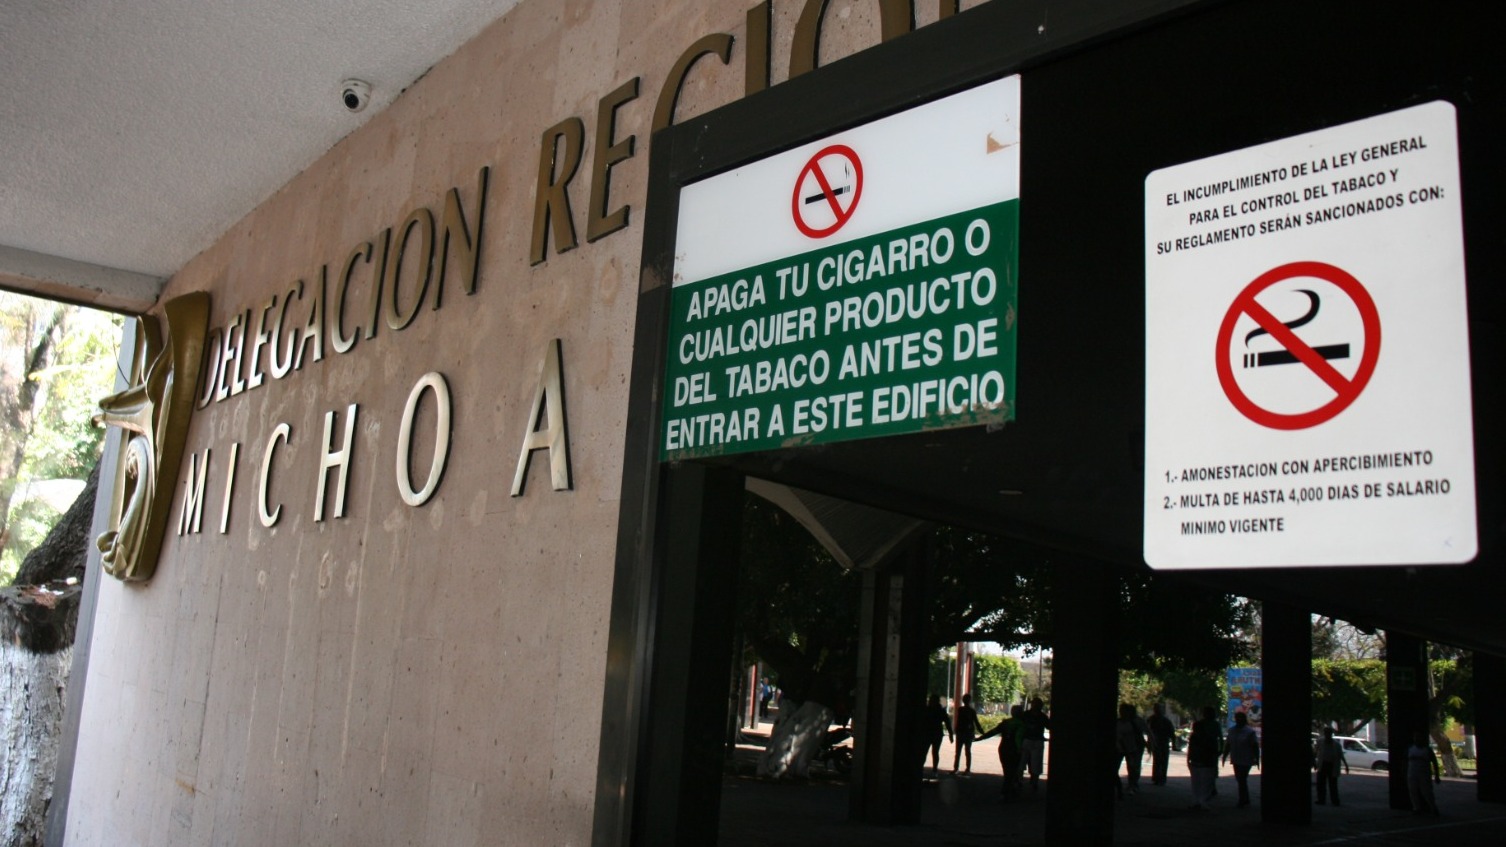 DELEGACION REGIO
MICHOA
APAGA TU CIGARRO O
CUALQUIER PRODUCTO
DEL TABACO ANTES DE
ENTRAR A ESTE EDIFICIO
EL INCUMPLIMIENTO DE LA LEY GENERAL
PARA EL CONTROL DEL TABACO Y
SU REGLAMENTO SERÁN SANCIONADOS CON:
1.- AMONESTACION CON APERCIBIMIENTO
2.- MULTA DE HASTA 4,000 DIAS DE SALARIO
MINIMO VIGENTE